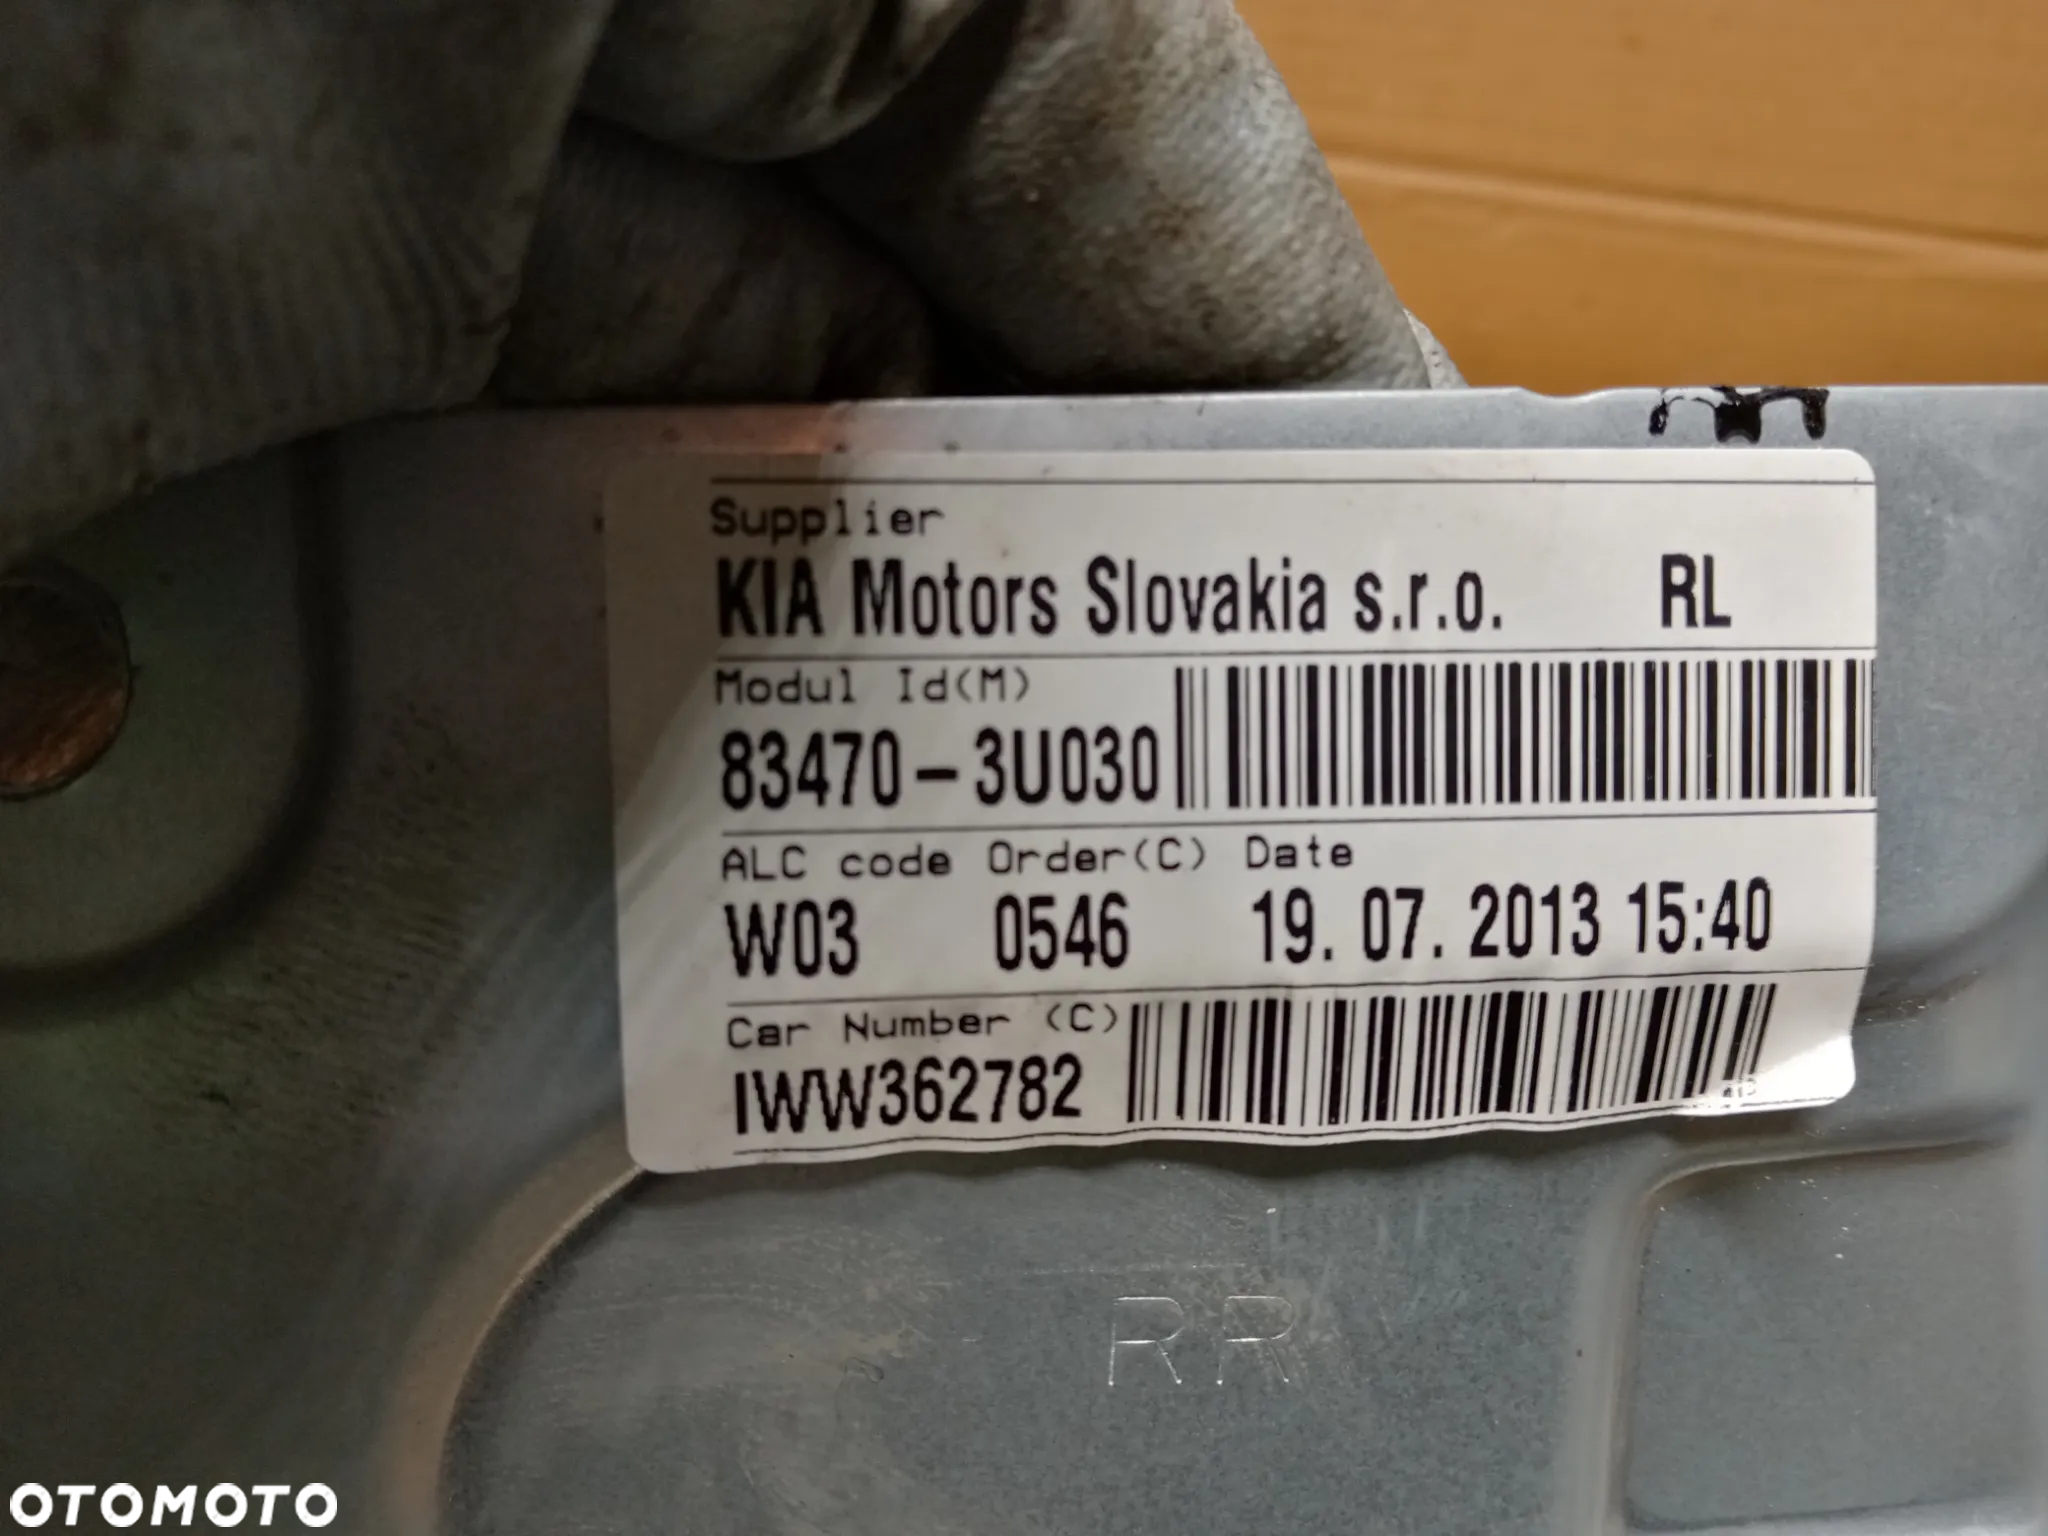 Supplier
KIA Motors Slovakia s.r.o. RL
Modul Id(M)
83470-3U030
ALC code Order(C) Date
W03 0546 19. 07. 2013 15:40
Car Number (C)
IWW362782
RR
OTOMOTO